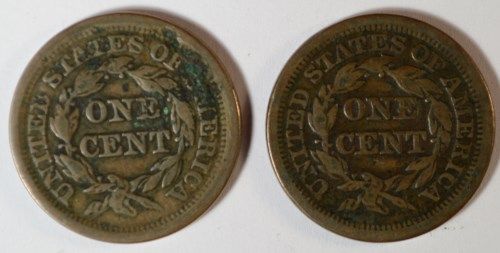 UNITED STATES OF AMERICA
ONE
CENT
UNITED STATES OF AMERICA
ONE
CENT